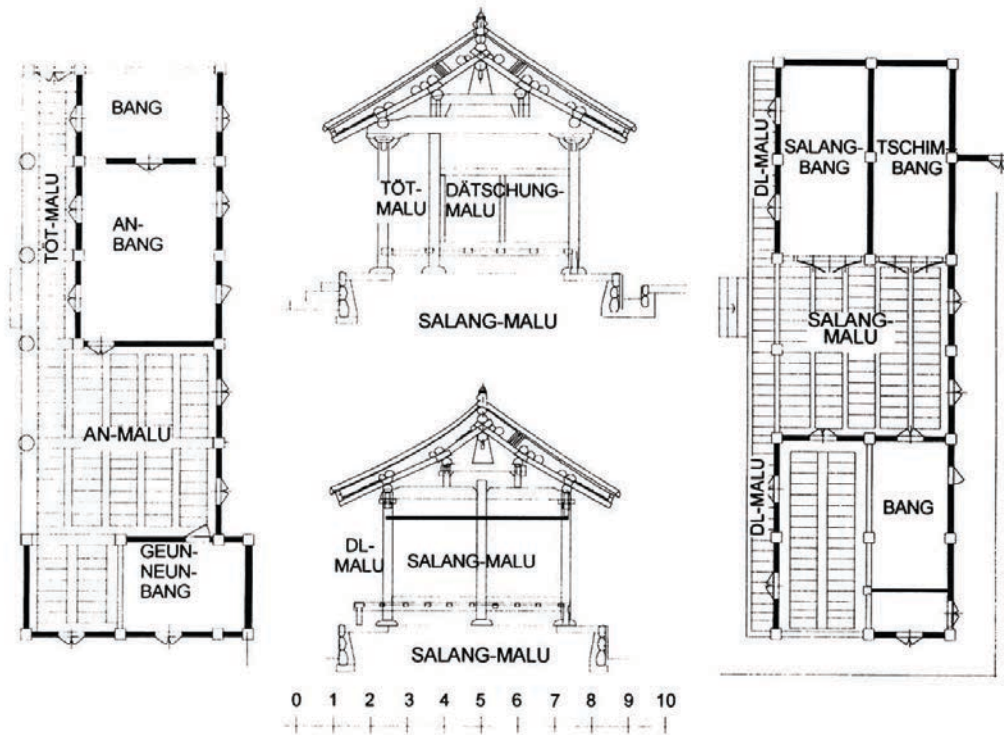 TÖT-MALU
BANG
AN-
BANG
AN-MALU
GEUN-
NEUN-
BANG
TÖT-
MALU
DÄTSCHUNG-
MALU
SALANG-MALU
DL-
MALU
SALANG-MALU
SALANG-MALU
0 1 2 3 4 5 6 7 8 9 10
DL-MALU
SALANG-
BANG
TSCHIM-
BANG
SALANG-
MALU
DL-MALU
BANG